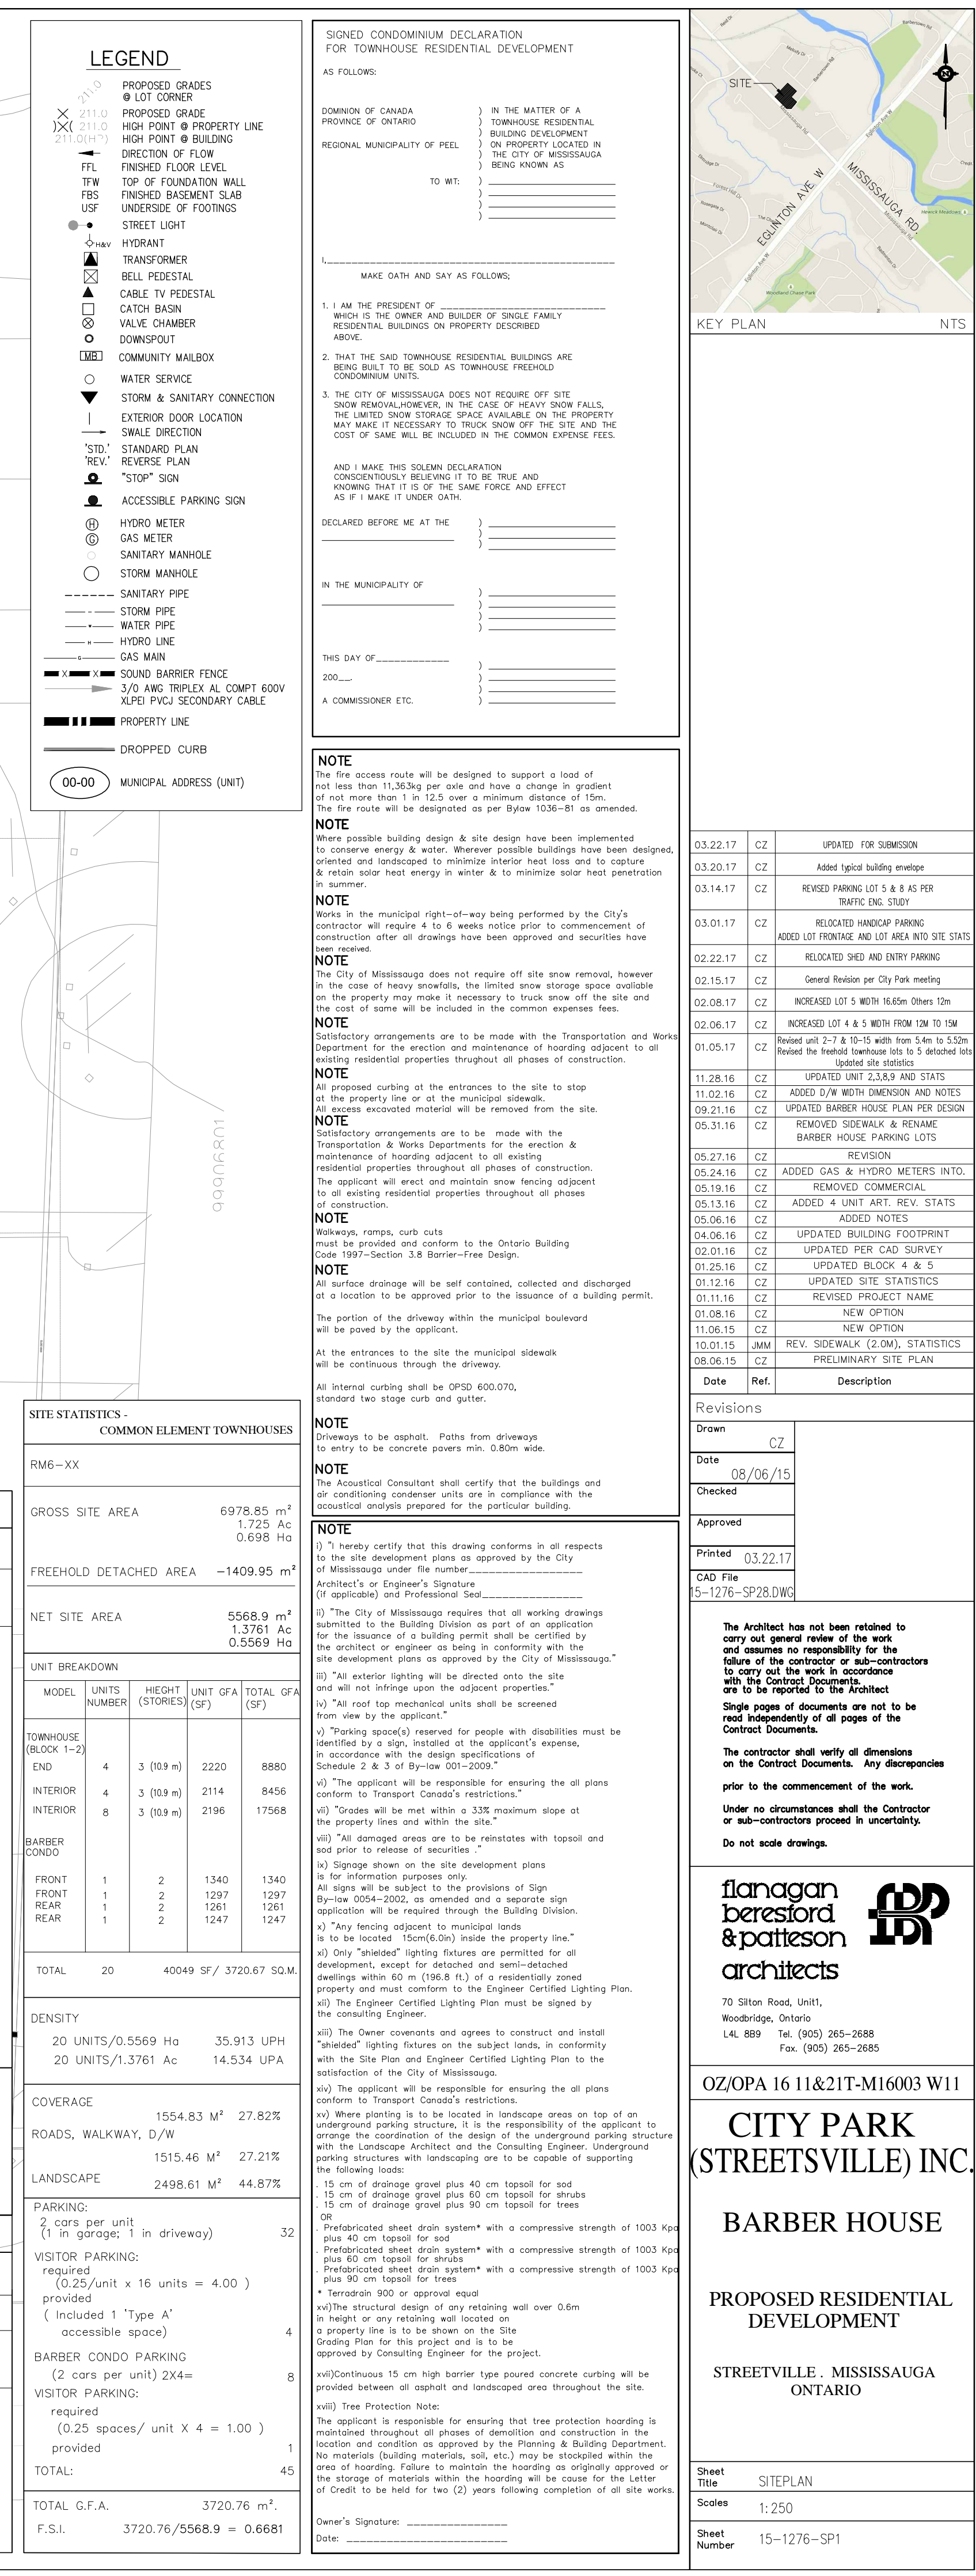 LEGEND
211.0 PROPOSED GRADES
@ LOT CORNER
211.0 PROPOSED GRADE
211.0 HIGH POINT @ PROPERTY LINE
211.0(HP) HIGH POINT @ BUILDING
DIRECTION OF FLOW
FFL FINISHED FLOOR LEVEL
TFW TOP OF FOUNDATION WALL
FBS FINISHED BASEMENT SLAB
USF UNDERSIDE OF FOOTINGS
STREET LIGHT
H&V HYDRANT
TRANSFORMER
BELL PEDESTAL
CABLE TV PEDESTAL
CATCH BASIN
VALVE CHAMBER
DOWNSPOUT
MB COMMUNITY MAILBOX
WATER SERVICE
STORM & SANITARY CONNECTION
EXTERIOR DOOR LOCATION
SWALE DIRECTION
'STD.' STANDARD PLAN
'REV.' REVERSE PLAN
"STOP" SIGN
ACCESSIBLE PARKING SIGN
H HYDRO METER
G GAS METER
SANITARY MANHOLE
STORM MANHOLE
SANITARY PIPE
STORM PIPE
WATER PIPE
H HYDRO LINE
G GAS MAIN
X X SOUND BARRIER FENCE
3/0 AWG TRIPLEX AL COMPT 600V
XLPEI PVCJ SECONDARY CABLE
PROPERTY LINE
DROPPED CURB
00-00 MUNICIPAL ADDRESS (UNIT)
SITE STATISTICS -
COMMON ELEMENT TOWNHOUSES
RM6-XX
GROSS SITE AREA 6978.85 m²
1.725 Ac
0.698 Ha
FREEHOLD DETACHED AREA -1409.95 m²
NET SITE AREA 5568.9 m²
1.3761 Ac
0.5569 Ha
UNIT BREAKDOWN
MODEL UNITS NUMBER HIEGHT (STORIES) UNIT GFA (SF) TOTAL GFA (SF)
TOWNHOUSE
(BLOCK 1-2)
END 4 3 (10.9 m) 2220 8880
INTERIOR 4 3 (10.9 m) 2114 8456
INTERIOR 8 3 (10.9 m) 2196 17568
BARBER
CONDO
FRONT 1 2 1340 1340
FRONT 1 2 1297 1297
REAR 1 2 1261 1261
REAR 1 2 1247 1247
TOTAL 20 40049 SF/ 3720.67 SQ.M.
DENSITY
20 UNITS/0.5569 Ha 35.913 UPH
20 UNITS/1.3761 Ac 14.534 UPA
COVERAGE
1554.83 M² 27.82%
ROADS, WALKWAY, D/W
1515.46 M² 27.21%
LANDSCAPE
2498.61 M² 44.87%
PARKING:
2 cars per unit
(1 in garage; 1 in driveway) 32
VISITOR PARKING:
required
(0.25/unit x 16 units = 4.00 )
provided
( Included 1 'Type A'
accessible space) 4
BARBER CONDO PARKING
(2 cars per unit) 2X4= 8
VISITOR PARKING:
required
(0.25 spaces/ unit X 4 = 1.00 )
provided 1
TOTAL: 45
TOTAL G.F.A. 3720.76 m².
F.S.I. 3720.76/5568.9 = 0.6681
SIGNED CONDOMINIUM DECLARATION
FOR TOWNHOUSE RESIDENTIAL DEVELOPMENT
AS FOLLOWS:
DOMINION OF CANADA ) IN THE MATTER OF A
PROVINCE OF ONTARIO ) TOWNHOUSE RESIDENTIAL
) BUILDING DEVELOPMENT
REGIONAL MUNICIPALITY OF PEEL ) ON PROPERTY LOCATED IN
) THE CITY OF MISSISSAUGA
) BEING KNOWN AS
TO WIT: )
)
)
)
I,____
MAKE OATH AND SAY AS FOLLOWS;
1. I AM THE PRESIDENT OF ____
WHICH IS THE OWNER AND BUILDER OF SINGLE FAMILY
RESIDENTIAL BUILDINGS ON PROPERTY DESCRIBED
ABOVE.
2. THAT THE SAID TOWNHOUSE RESIDENTIAL BUILDINGS ARE
BEING BUILT TO BE SOLD AS TOWNHOUSE FREEHOLD
CONDOMINIUM UNITS.
3. THE CITY OF MISSISSAUGA DOES NOT REQUIRE OFF SITE
SNOW REMOVAL,HOWEVER, IN THE CASE OF HEAVY SNOW FALLS,
THE LIMITED SNOW STORAGE SPACE AVAILABLE ON THE PROPERTY
MAY MAKE IT NECESSARY TO TRUCK SNOW OFF THE SITE AND THE
COST OF SAME WILL BE INCLUDED IN THE COMMON EXPENSE FEES.
AND I MAKE THIS SOLEMN DECLARATION
CONSCIENTIOUSLY BELIEVING IT TO BE TRUE AND
KNOWING THAT IT IS OF THE SAME FORCE AND EFFECT
AS IF I MAKE IT UNDER OATH.
DECLARED BEFORE ME AT THE )
)
)
IN THE MUNICIPALITY OF )
)
)
)
THIS DAY OF____ )
200__. )
)
A COMMISSIONER ETC. )
NOTE
The fire access route will be designed to support a load of
not less than 11,363kg per axle and have a change in gradient
of not more than 1 in 12.5 over a minimum distance of 15m.
The fire route will be designated as per Bylaw 1036-81 as amended.
NOTE
Where possible building design & site design have been implemented
to conserve energy & water. Wherever possible buildings have been designed,
oriented and landscaped to minimize interior heat loss and to capture
& retain solar heat energy in winter & to minimize solar heat penetration
in summer.
NOTE
Works in the municipal right-of-way being performed by the City's
contractor will require 4 to 6 weeks notice prior to commencement of
construction after all drawings have been approved and securities have
been received.
NOTE
The City of Mississauga does not require off site snow removal, however
in the case of heavy snowfalls, the limited snow storage space avaliable
on the property may make it necessary to truck snow off the site and
the cost of same will be included in the common expenses fees.
NOTE
Satisfactory arrangements are to be made with the Transportation and Works
Department for the erection and maintenance of hoarding adjacent to all
existing residential properties thrughout all phases of construction.
NOTE
All proposed curbing at the entrances to the site to stop
at the property line or at the municipal sidewalk.
All excess excavated material will be removed from the site.
NOTE
Satisfactory arrangements are to be made with the
Transportation & Works Departments for the erection &
maintenance of hoarding adjacent to all existing
residential properties throughout all phases of construction.
The applicant will erect and maintain snow fencing adjacent
to all existing residential properties throughout all phases
of construction.
NOTE
Walkways, ramps, curb cuts
must be provided and conform to the Ontario Building
Code 1997-Section 3.8 Barrier-Free Design.
NOTE
All surface drainage will be self contained, collected and discharged
at a location to be approved prior to the issuance of a building permit.
The portion of the driveway within the municipal boulevard
will be paved by the applicant.
At the entrances to the site the municipal sidewalk
will be continuous through the driveway.
All internal curbing shall be OPSD 600.070,
standard two stage curb and gutter.
NOTE
Driveways to be asphalt. Paths from driveways
to entry to be concrete pavers min. 0.80m wide.
NOTE
The Acoustical Consultant shall certify that the buildings and
air conditioning condenser units are in compliance with the
acoustical analysis prepared for the particular building.
NOTE
i) "I hereby certify that this drawing conforms in all respects
to the site development plans as approved by the City
of Mississauga under file number____
Architect's or Engineer's Signature
(if applicable) and Professional Seal____
ii) "The City of Mississauga requires that all working drawings
submitted to the Building Division as part of an application
for the issuance of a building permit shall be certified by
the architect or engineer as being in conformity with the
site development plans as approved by the City of Mississauga."
iii) "All exterior lighting will be directed onto the site
and will not infringe upon the adjacent properties."
iv) "All roof top mechanical units shall be screened
from view by the applicant."
v) "Parking space(s) reserved for people with disabilities must be
identified by a sign, installed at the applicant's expense,
in accordance with the design specifications of
Schedule 2 & 3 of By-law 001-2009."
vi) "The applicant will be responsible for ensuring the all plans
conform to Transport Canada's restrictions."
vii) "Grades will be met within a 33% maximum slope at
the property lines and within the site."
viii) "All damaged areas are to be reinstates with topsoil and
sod prior to release of securities ."
ix) Signage shown on the site development plans
is for information purposes only.
All signs will be subject to the provisions of Sign
By-law 0054-2002, as amended and a separate sign
application will be required through the Building Division.
x) "Any fencing adjacent to municipal lands
is to be located 15cm(6.0in) inside the property line."
xi) Only "shielded" lighting fixtures are permitted for all
development, except for detached and semi-detached
dwellings within 60 m (196.8 ft.) of a residentially zoned
property and must comform to the Engineer Certified Lighting Plan.
xii) The Engineer Certified Lighting Plan must be signed by
the consulting Engineer.
xiii) The Owner covenants and agrees to construct and install
"shielded" lighting fixtures on the subject lands, in conformity
with the Site Plan and Engineer Certified Lighting Plan to the
satisfaction of the City of Mississauga.
xiv) The applicant will be responsible for ensuring the all plans
conform to Transport Canada's restrictions.
xv) Where planting is to be located in landscape areas on top of an
undergorund parking strgucture, it is the responsibility of the applicant to
arrange the coordination of the design of the underground parking structure
with the Landscape Architect and the Consulting Engineer. Underground
parking structures with landscaping are to be capable of supporting
the following loads:
. 15 cm of drainage gravel plus 40 cm topsoil for sod
. 15 cm of drainage gravel plus 60 cm topsoil for shrubs
. 15 cm of drainage gravel plus 90 cm topsoil for trees
OR
. Prefabricated sheet drain system* with a compressive strength of 1003 Kpa
plus 40 cm topsoil for sod
. Prefabricated sheet drain system* with a compressive strength of 1003 Kpa
plus 60 cm topsoil for shrubs
. Prefabricated sheet drain system* with a compressive strength of 1003 Kpa
plus 90 cm topsoil for trees
* Terradrain 900 or approval equal
xvi)The structural design of any retaining wall over 0.6m
in height or any retaining wall located on
a property line is to be shown on the Site
Grading Plan for this project and is to be
approved by Consulting Engineer for the project.
xvii)Continuous 15 cm high barrier type poured concrete curbing will be
provided between all asphalt and landscaped area throughout the site.
xviii) Tree Protection Note:
The applicant is responisble for ensuring that tree protection hoarding is
maintained throughout all phases of demolition and construction in the
location and condition as approved by the Planning & Building Department.
No materials (building materials, soil, etc.) may be stockpiled within the
area of hoarding. Failure to maintain the hoarding as originally approved or
the storage of materials within the hoarding will be cause for the Letter
of Credit to be held for two (2) years following completion of all site works.
Owner's Signature: ____
Date: ____
SITE
EGLINTON AVE W
MISSISSAUGA RD.
Woodland Chase Park
Eglinton Ave W
Barbertown Rd
Melody Dr
KEY PLAN NTS
03.22.17 CZ UPDATED FOR SUBMISSION
03.20.17 CZ Added typical building envelope
03.14.17 CZ REVISED PARKING LOT 5 & 8 AS PER
TRAFFIC ENG. STUDY
03.01.17 CZ RELOCATED HANDICAP PARKING
ADDED LOT FRONTAGE AND LOT AREA INTO SITE STATS
02.22.17 CZ RELOCATED SHED AND ENTRY PARKING
02.15.17 CZ General Revision per City Park meeting
02.08.17 CZ INCREASED LOT 5 WIDTH 16.65m Others 12m
02.06.17 CZ INCREASED LOT 4 & 5 WIDTH FROM 12M TO 15M
01.05.17 CZ Revised unit 2-7 & 10-15 width from 5.4m to 5.52m
Revised the freehold townhouse lots to 5 detached lots
Updated site statistics
11.28.16 CZ UPDATED UNIT 2,3,8,9 AND STATS
11.02.16 CZ ADDED D/W WIDTH DIMENSION AND NOTES
09.21.16 CZ UPDATED BARBER HOUSE PLAN PER DESIGN
05.31.16 CZ REMOVED SIDEWALK & RENAME
BARBER HOUSE PARKING LOTS
05.27.16 CZ REVISION
05.24.16 CZ ADDED GAS & HYDRO METERS INTO.
05.19.16 CZ REMOVED COMMERCIAL
05.13.16 CZ ADDED 4 UNIT ART. REV. STATS
05.06.16 CZ ADDED NOTES
04.06.16 CZ UPDATED BUILDING FOOTPRINT
02.01.16 CZ UPDATED PER CAD SURVEY
01.25.16 CZ UPDATED BLOCK 4 & 5
01.12.16 CZ UPDATED SITE STATISTICS
01.11.16 CZ REVISED PROJECT NAME
01.08.16 CZ NEW OPTION
11.06.15 CZ NEW OPTION
10.01.15 JMM REV. SIDEWALK (2.0M), STATISTICS
08.06.15 CZ PRELIMINARY SITE PLAN
Date Ref. Description
Revisions
Drawn
CZ
Date
08/06/15
Checked
Approved
Printed 03.22.17
CAD File
15-1276-SP28.DWG
The Architect has not been retained to
carry out general review of the work
and assumes no responsibility for the
failure of the contractor or sub-contractors
to carry out the work in accordance
with the Contract Documents.
are to be reported to the Architect
Single pages of documents are not to be
read independently of all pages of the
Contract Documents.
The contractor shall verify all dimensions
on the Contract Documents. Any discrepancies
prior to the commencement of the work.
Under no circumstances shall the Contractor
or sub-contractors proceed in uncertainty.
Do not scale drawings.
flanagan
beresford
& patteson
architects
70 Silton Road, Unit1,
Woodbridge, Ontario
L4L 8B9 Tel. (905) 265-2688
Fax. (905) 265-2685
OZ/OPA 16 11&21T-M16003 W11
CITY PARK
(STREETSVILLE) INC.
BARBER HOUSE
PROPOSED RESIDENTIAL
DEVELOPMENT
STREETVILLE . MISSISSAUGA
ONTARIO
Sheet
Title SITEPLAN
Scales 1:250
Sheet
Number 15-1276-SP1